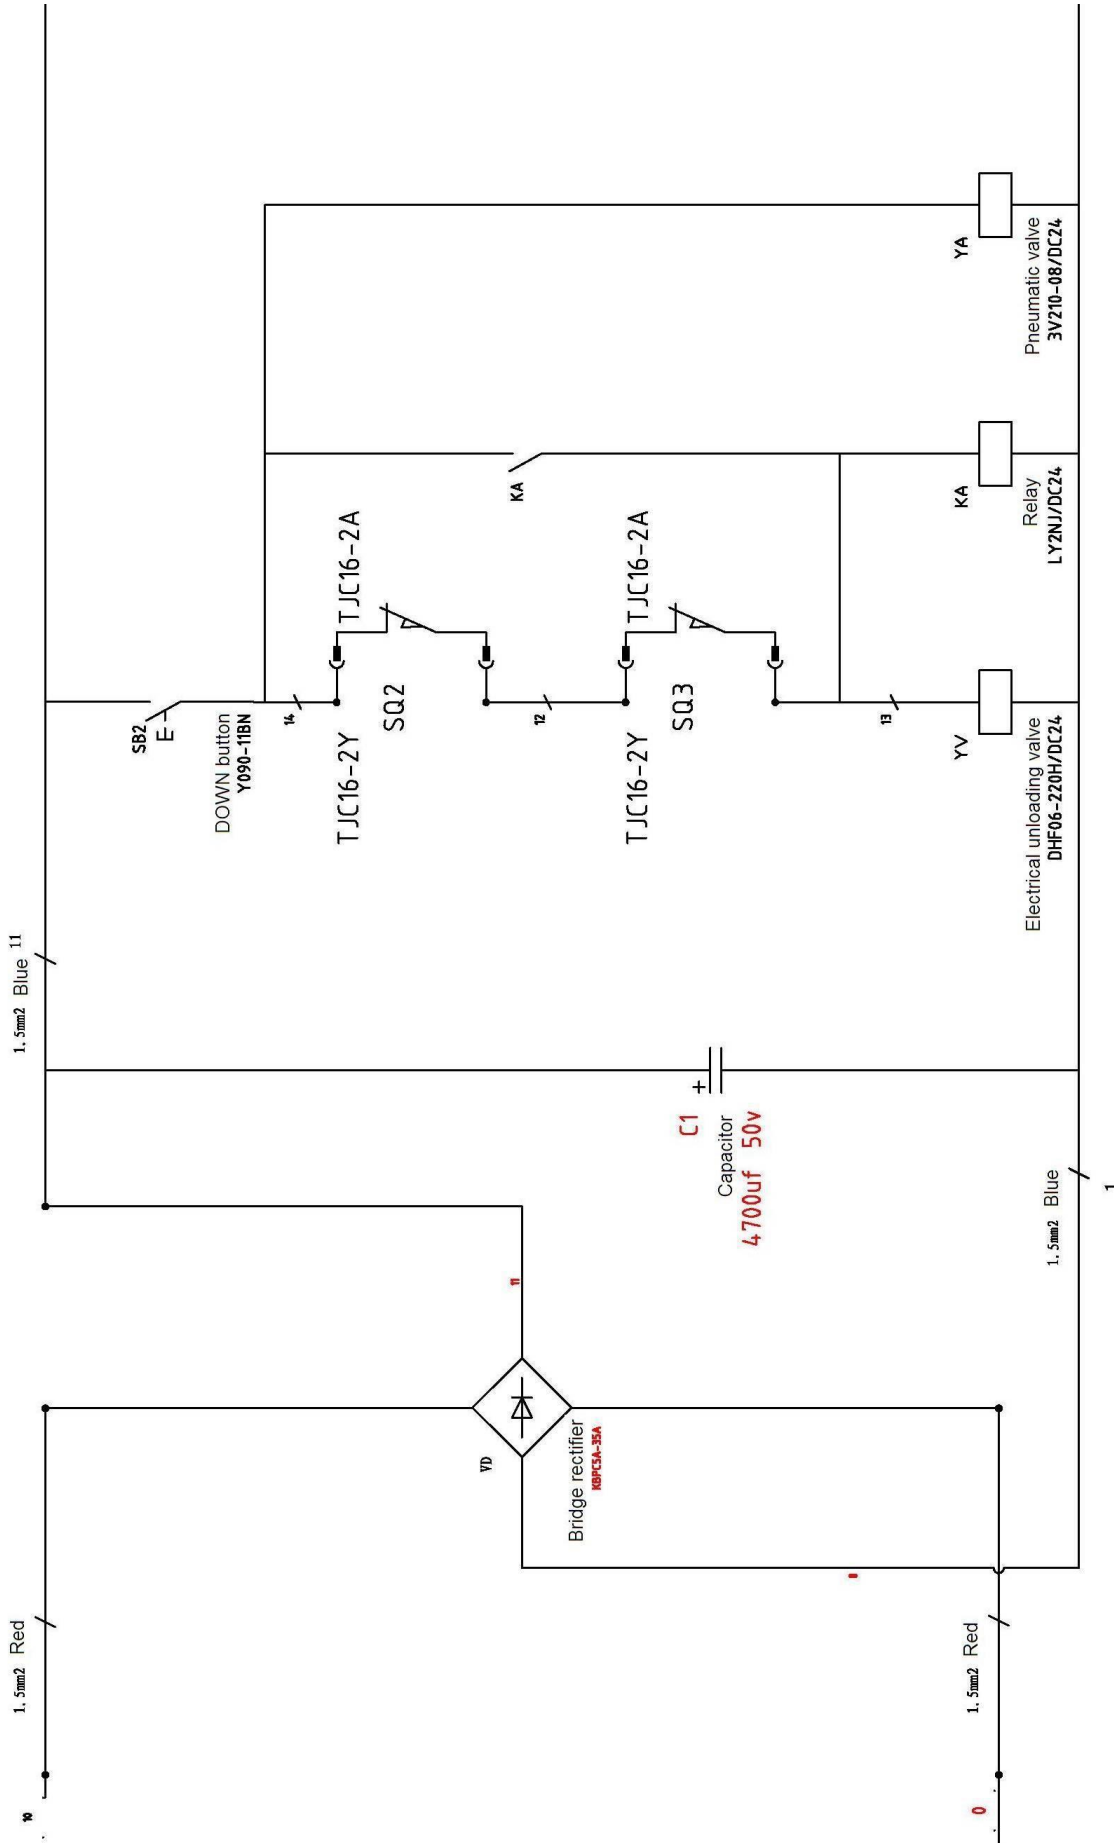 10
1.5mm2 Red
1.5mm2 Blue
11
VD
Bridge rectifier
KBPC5A-35A
11
C1
+
Capacitor
4700uf 50v
SB2
E
DOWN button
Y090-11BN
14
TJC16-2Y
TJC16-2A
SQ2
12
TJC16-2Y
TJC16-2A
SQ3
13
KA
YV
Electrical unloading valve
DHF06-220H/DC24
KA
Relay
LY2NJ/DC24
YA
Pneumatic valve
3V210-08/DC24
0
1.5mm2 Red
1.5mm2 Blue
1